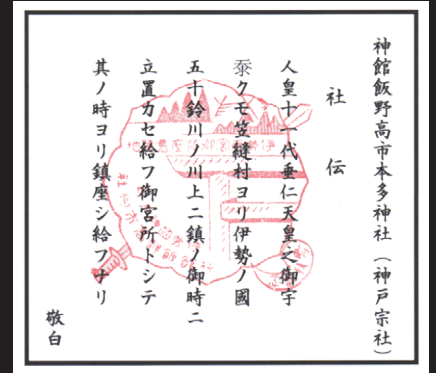 神館飯野高市本多神社（神戸宗社）
社伝
人皇十一代垂仁天皇之御宇
忝クモ笠縫村ヨリ伊勢ノ國
五十鈴川ノ川上ニ鎮ノ御時ニ
立置カセ給フ御宮所トシテ
其ノ時ヨリ鎮座シ給フナリ
敬白